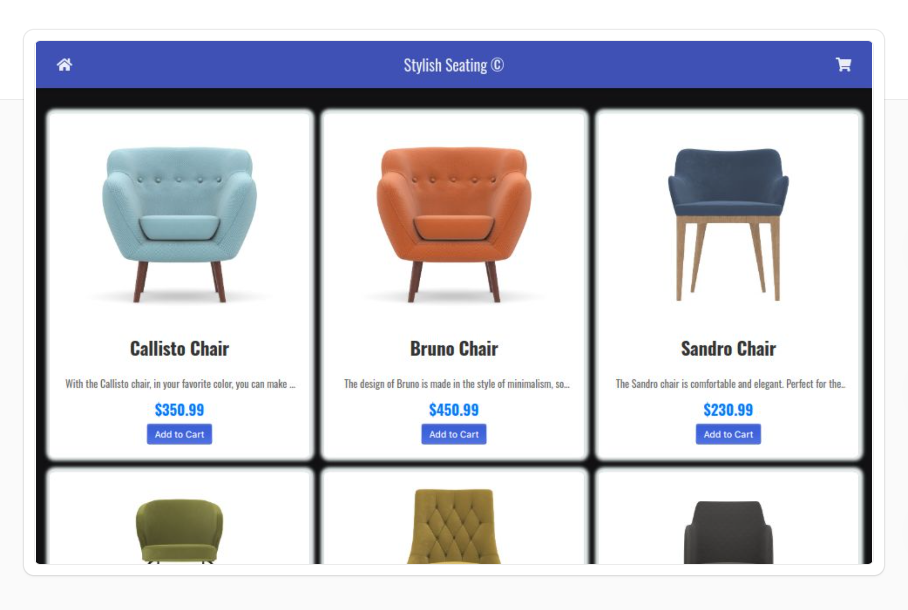 Stylish Seating ©
Callisto Chair
Bruno Chair
Sandro Chair
With the Callisto chair, in your favorite color, you can make ...
The design of Bruno is made in the style of minimalism, so...
The Sandro chair is comfortable and elegant. Perfect for the..
$350.99
$450.99
$230.99
Add to Cart
Add to Cart
Add to Cart